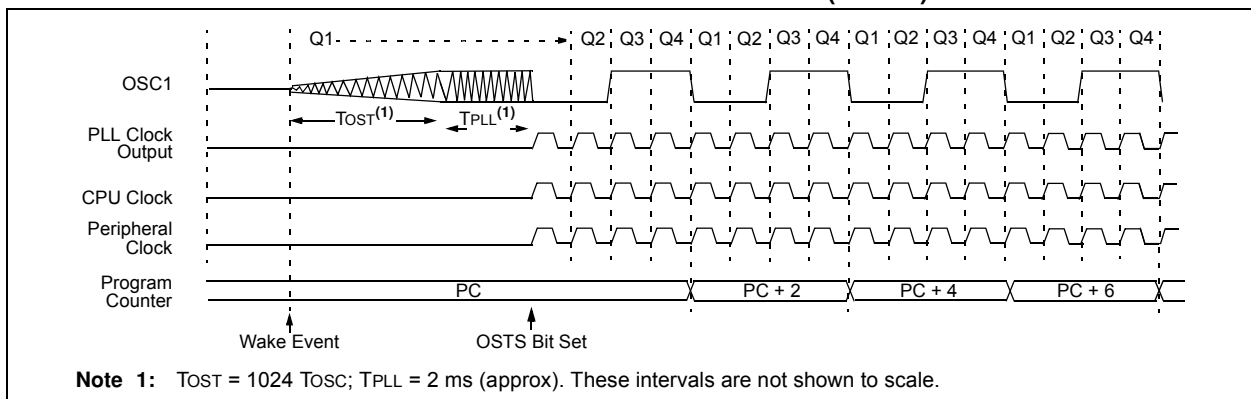 Q1 Q2 Q3 Q4 Q1 Q2 Q3 Q4 Q1 Q2 Q3 Q4 Q1 Q2 Q3 Q4
OSC1
TOST(1) TPLL(1)
PLL Clock
Output
CPU Clock
Peripheral
Clock
Program
Counter
PC PC + 2 PC + 4 PC + 6
Wake Event OSTS Bit Set
Note 1: TOST = 1024 TOSC; TPLL = 2 ms (approx). These intervals are not shown to scale.